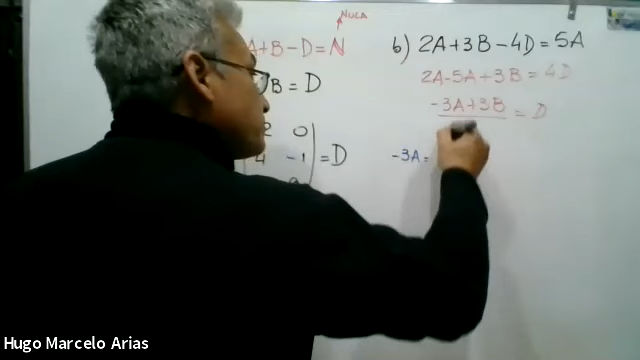 NULA
A+B-D=N
B=D
2 0
4 -1 =D
b) 2A+3B-4D=5A
2A-5A+3B=4D
-3A+3B = D
-3A=
Hugo Marcelo Arias